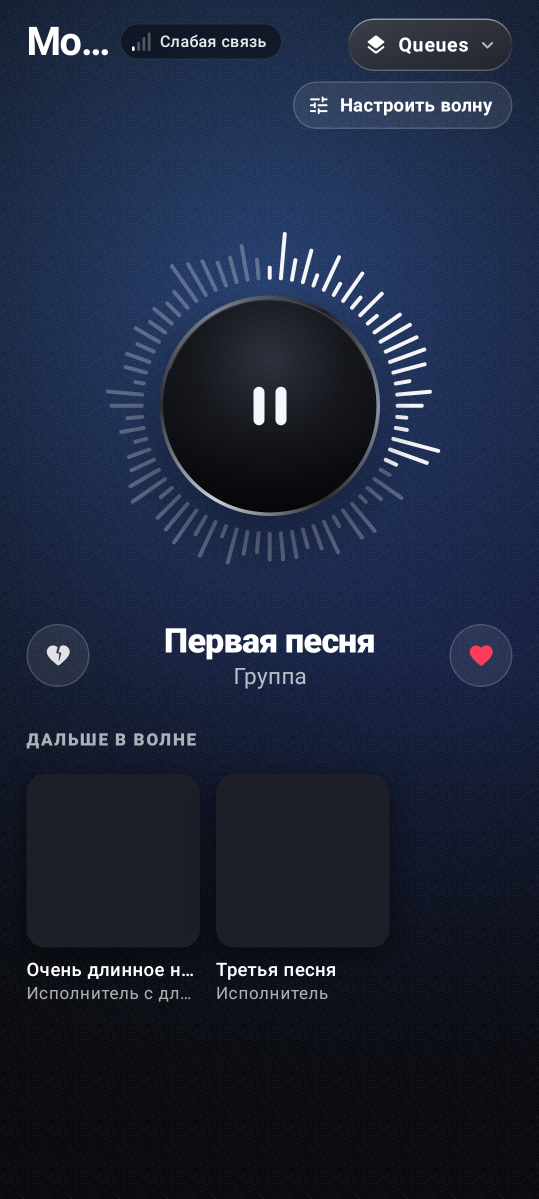 Мо...
Слабая связь
Queues
Настроить волну
Первая песня
Группа
ДАЛЬШЕ В ВОЛНЕ
Очень длинное н...
Исполнитель с дл...
Третья песня
Исполнитель